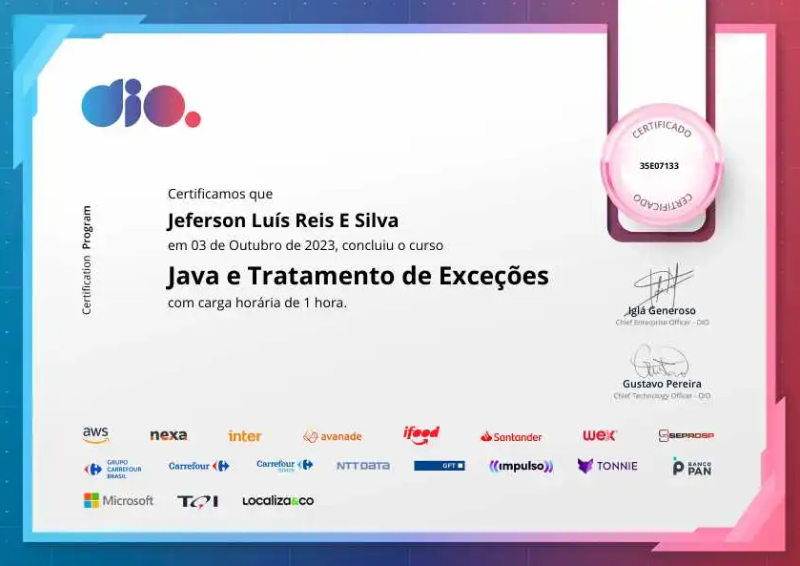 dio.
CERTIFICADO
35E07133
CERTIFICADO
Certification Program
Certificamos que
Jeferson Luís Reis E Silva
em 03 de Outubro de 2023, concluiu o curso
Java e Tratamento de Exceções
com carga horária de 1 hora.
Iglá Generoso
Chief Enterprise Officer - DIO
Gustavo Pereira
Chief Technology Officer - DIO
aws nexa inter avanade ifood Santander wex SEPROSP
GRUPO CARREFOUR BRASIL Carrefour Carrefour NTT DATA GFT impulso TONNIE BANCO PAN
Microsoft TQI Localiza&co